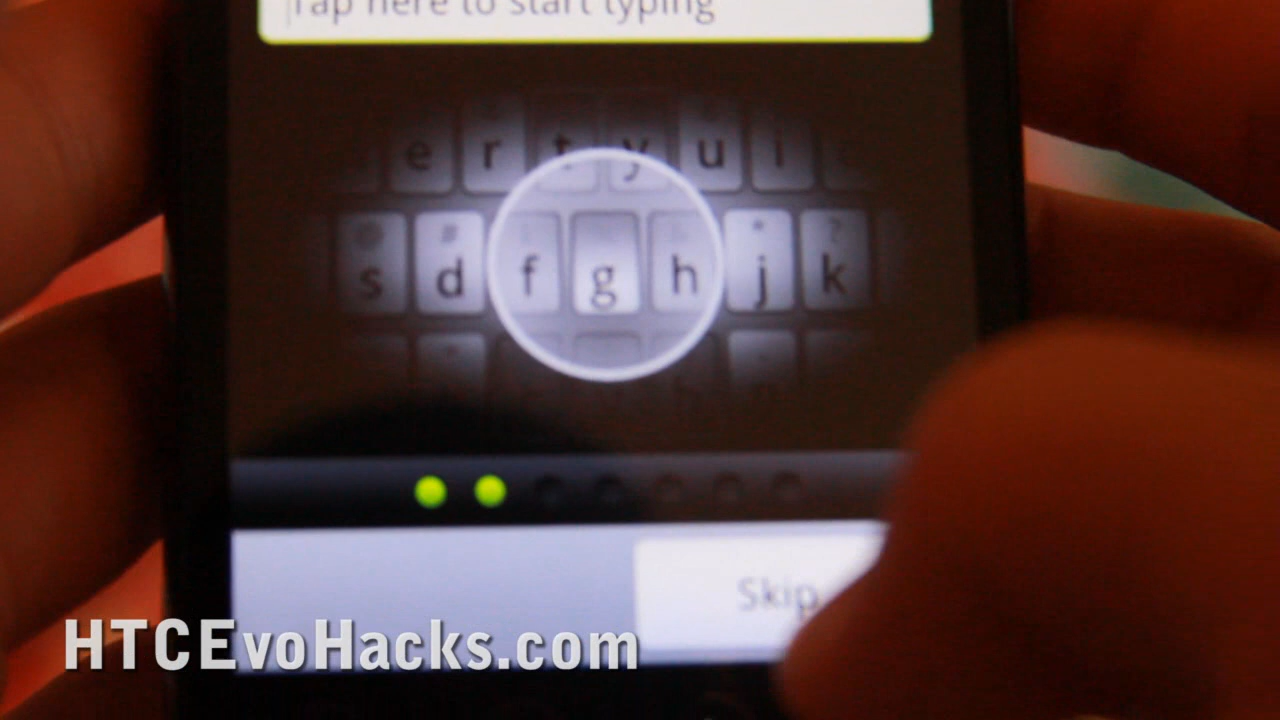 Tap here to start typing
e r t y u i
@ # * ?
s d f g h j k
Skip
HTCEvoHacks.com